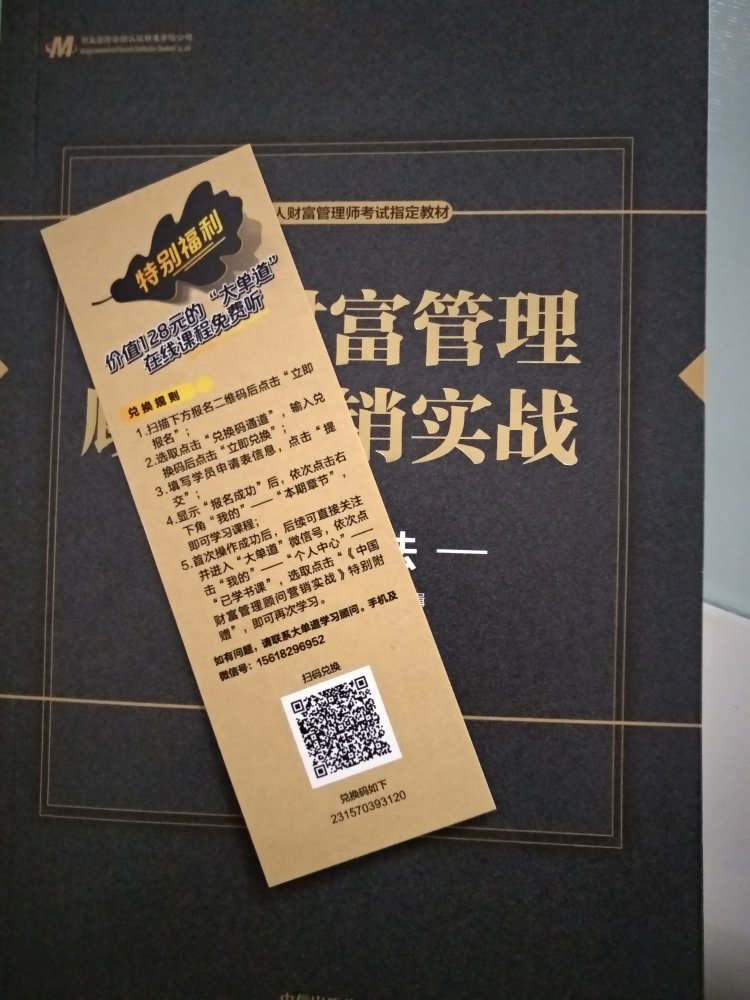 人财富管理师考试指定教材
财富管理
销实战
法
特别福利
价值128元的“大单道”
在线课程免费听
兑换规则
1.扫描下方报名二维码后点击“立即
报名”；
2.选取点击“兑换码通道”，输入兑
换码后点击“立即兑换”；
3.填写学员申请表信息，点击“提
交”；
4.显示“报名成功”后，依次点击右
下角“我的”——“本期章节”，
即可学习课程；
5.首次操作成功后，后续可直接关注
并进入“大单道”微信号，依次点
击“我的”——“个人中心”——
“已学书课”，选取点击“《中国
财富管理顾问营销实战》特别附
赠”，即可再次学习。
如有问题，请联系大单道学习顾问。手机及
微信号：15618296952
扫码兑换
兑换码如下
231570393120